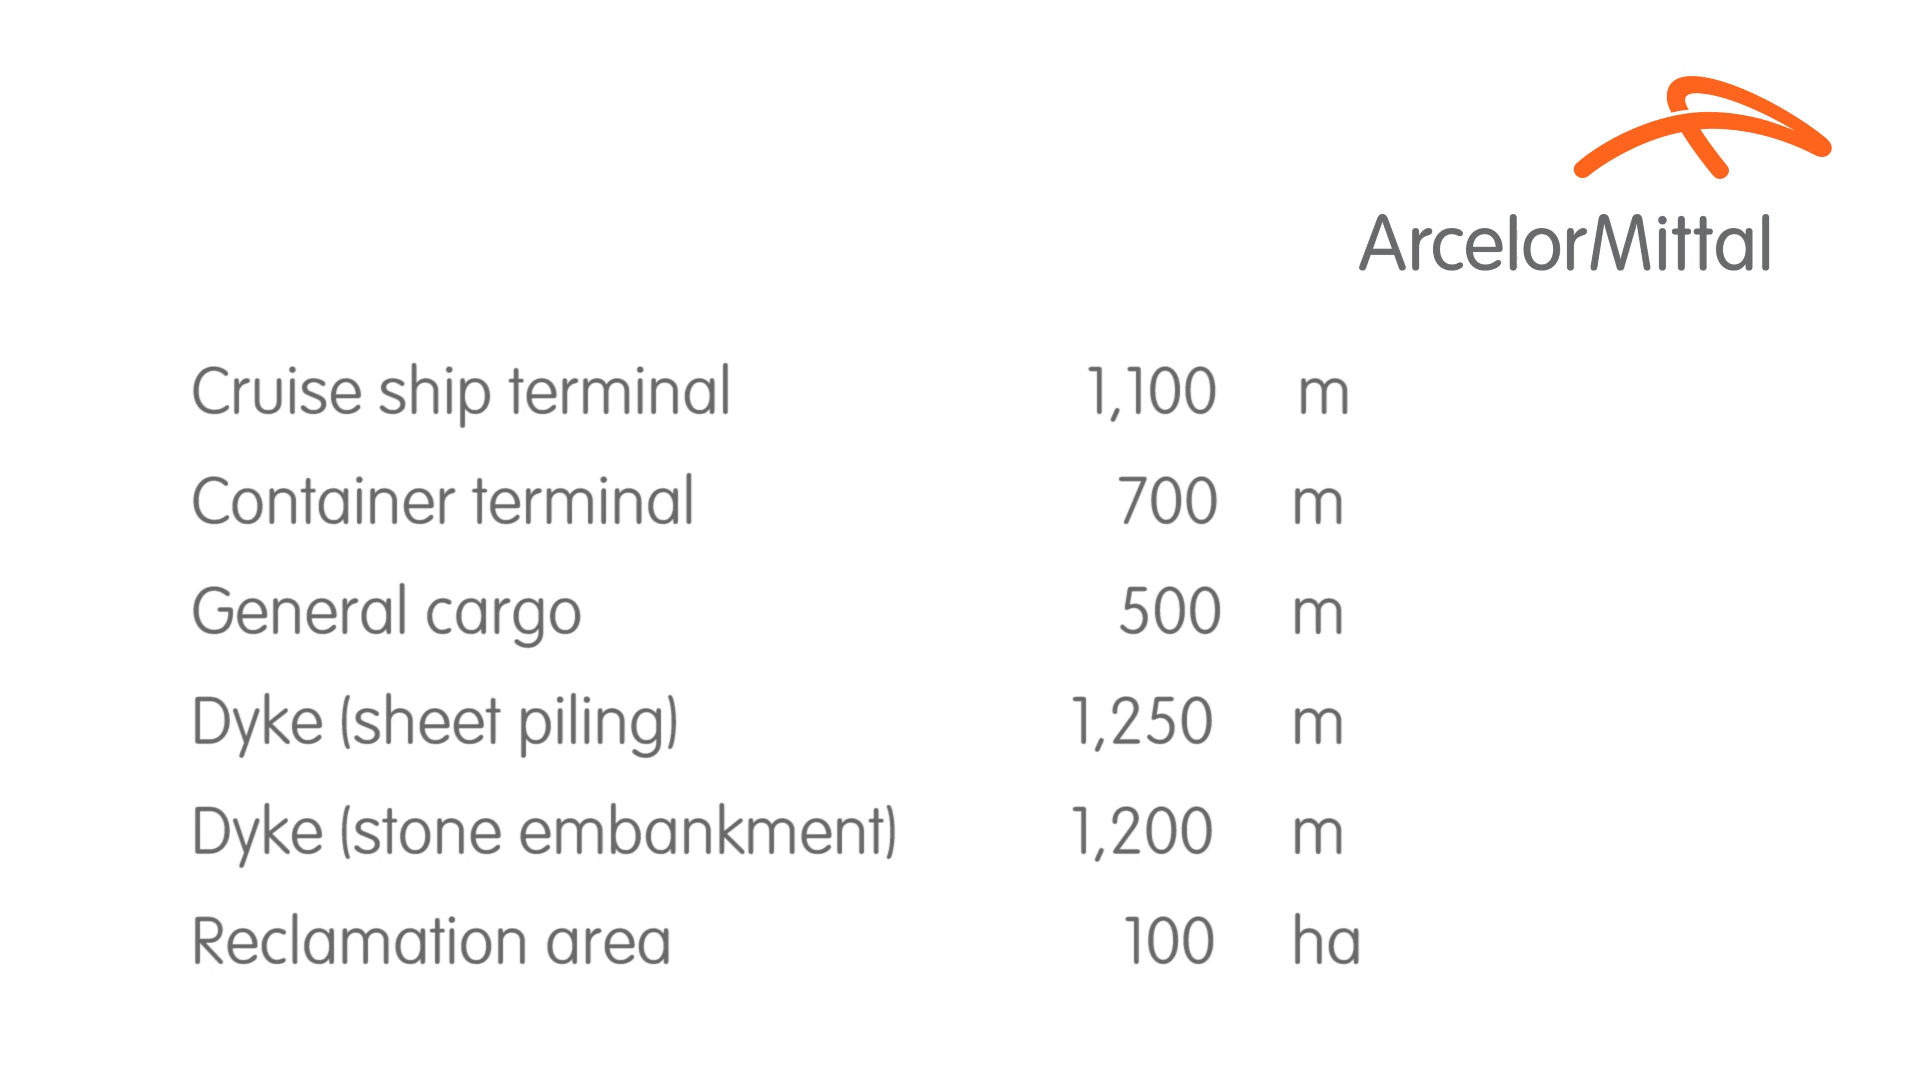 ArcelorMittal
Cruise ship terminal 1,100 m
Container terminal 700 m
General cargo 500 m
Dyke (sheet piling) 1,250 m
Dyke (stone embankment) 1,200 m
Reclamation area 100 ha